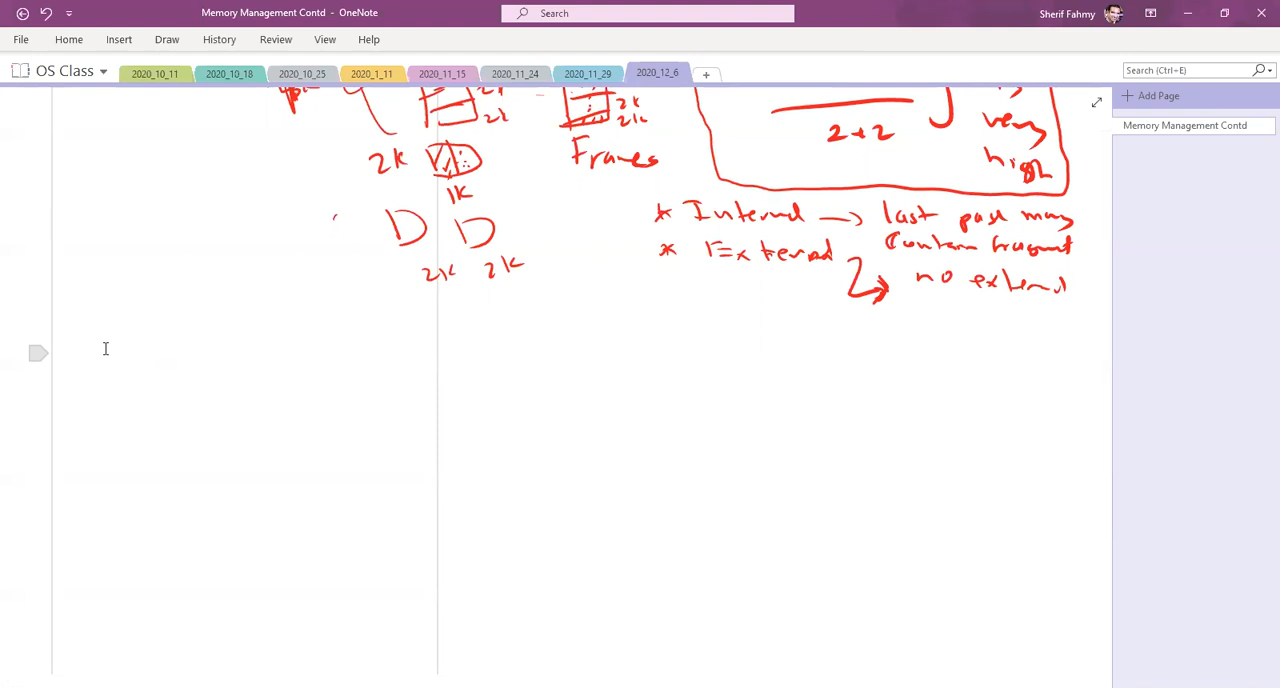 Memory Management Contd - OneNote
Search
Sherif Fahmy
File Home Insert Draw History Review View Help
OS Class
2020_10_11 2020_10_18 2020_10_25 2020_1_11 2020_11_15 2020_11_24 2020_11_29 2020_12_6 +
Search (Ctrl+E)
Add Page
Memory Management Contd
2k
2k
2k
2k
Frames
2k
1k
2k 2k
2+2
very
high
* Internal → last page may
contain fragment
* External
no external